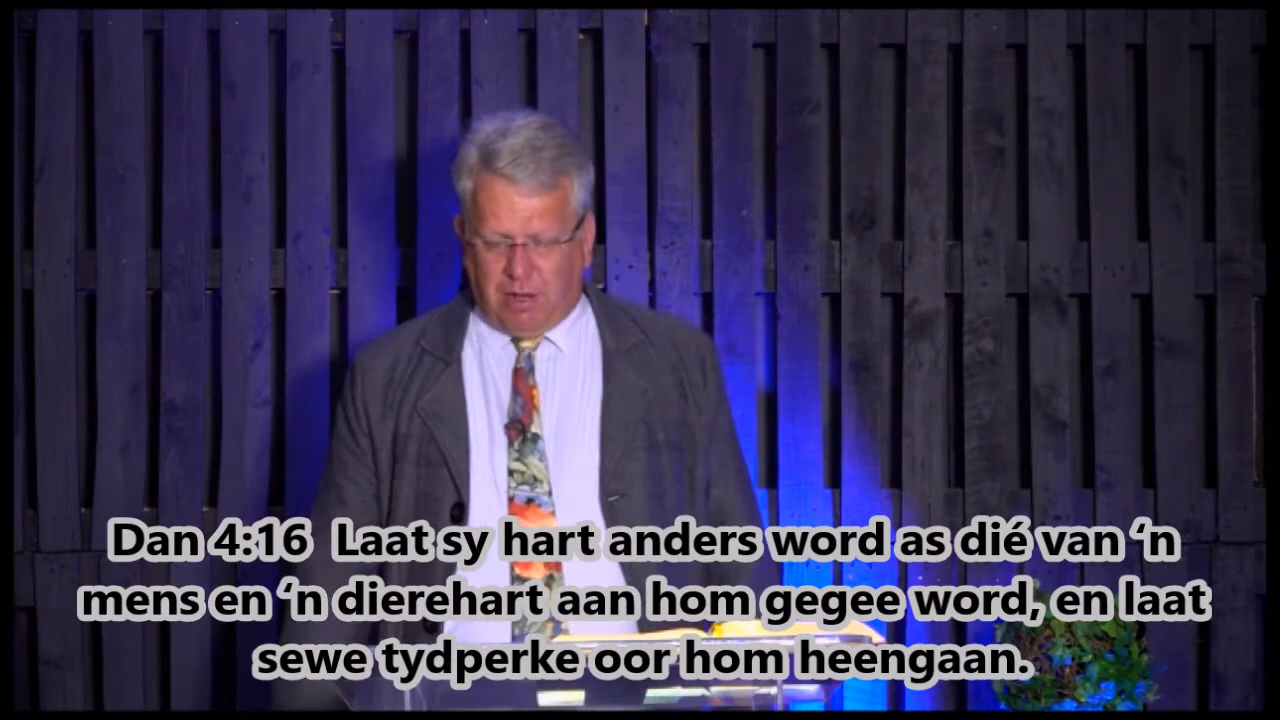 Dan 4:16  Laat sy hart anders word as dié van ‘n
mens en ‘n dierehart aan hom gegee word, en laat
sewe tydperke oor hom heengaan.